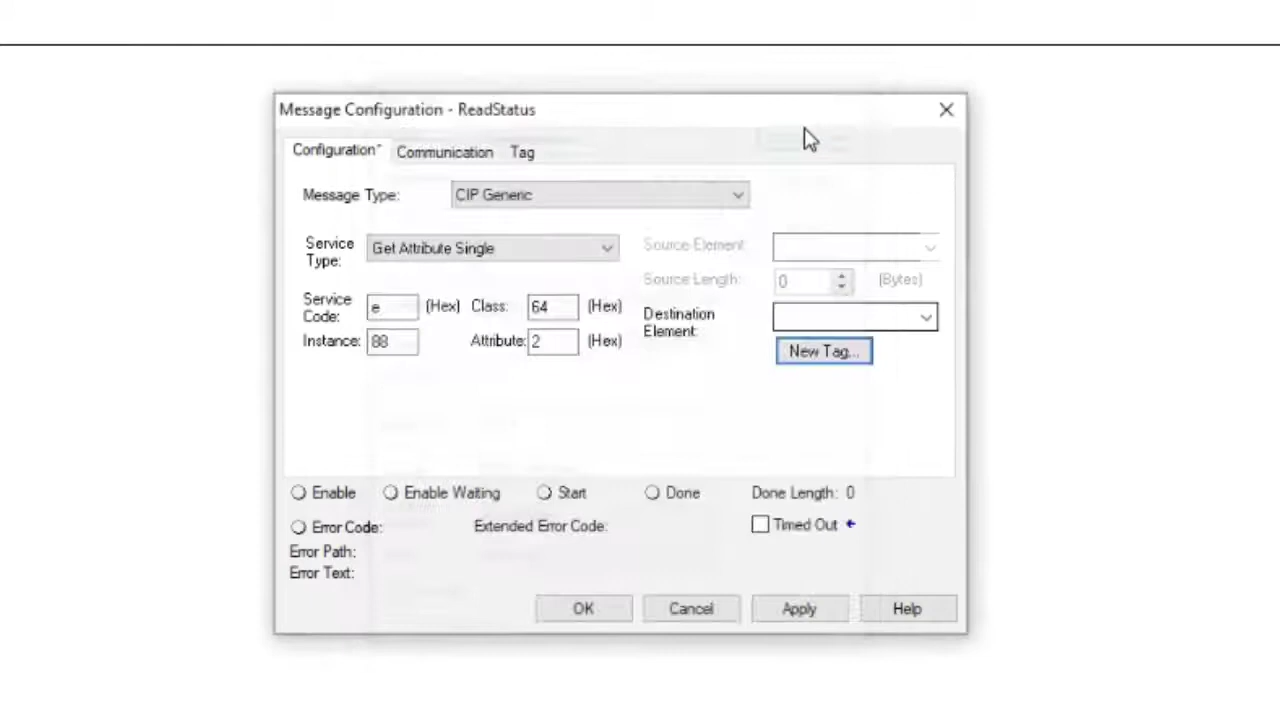 Message Configuration - ReadStatus
Configuration* Communication Tag
Message Type: CIP Generic
Service Type: Get Attribute Single
Source Element:
Source Length: 0 (Bytes)
Service Code: e (Hex) Class: 64 (Hex)
Destination Element:
Instance: 88 Attribute: 2 (Hex)
New Tag...
Enable Enable Waiting Start Done Done Length: 0
Error Code: Extended Error Code: Timed Out
Error Path:
Error Text:
OK Cancel Apply Help